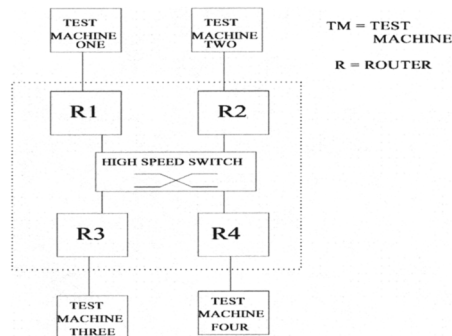 TEST
MACHINE
ONE
TEST
MACHINE
TWO
TM = TEST
MACHINE
R = ROUTER
R1
R2
HIGH SPEED SWITCH
R3
R4
TEST
MACHINE
THREE
TEST
MACHINE
FOUR